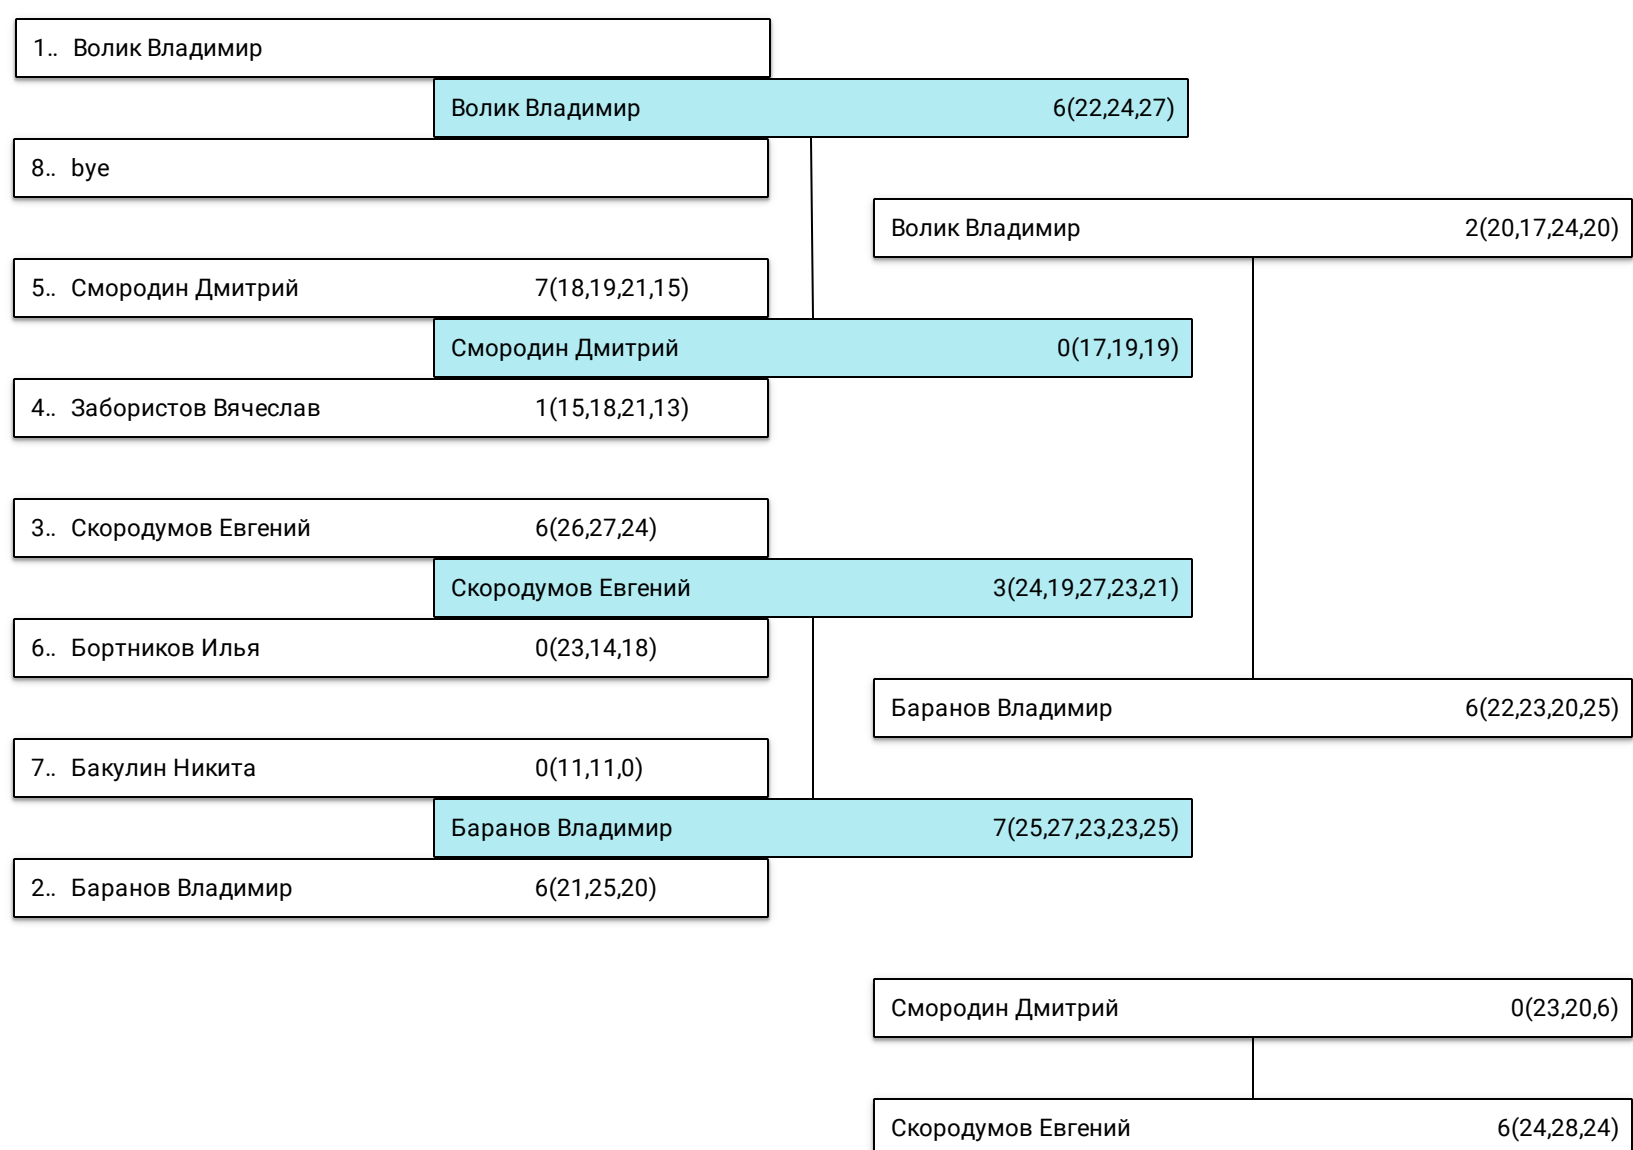 1.. Волик Владимир
Волик Владимир 6(22,24,27)
8.. bye
Волик Владимир 2(20,17,24,20)
5.. Смородин Дмитрий 7(18,19,21,15)
Смородин Дмитрий 0(17,19,19)
4.. Забористов Вячеслав 1(15,18,21,13)
3.. Скородумов Евгений 6(26,27,24)
Скородумов Евгений 3(24,19,27,23,21)
6.. Бортников Илья 0(23,14,18)
Баранов Владимир 6(22,23,20,25)
7.. Бакулин Никита 0(11,11,0)
Баранов Владимир 7(25,27,23,23,25)
2.. Баранов Владимир 6(21,25,20)
Смородин Дмитрий 0(23,20,6)
Скородумов Евгений 6(24,28,24)